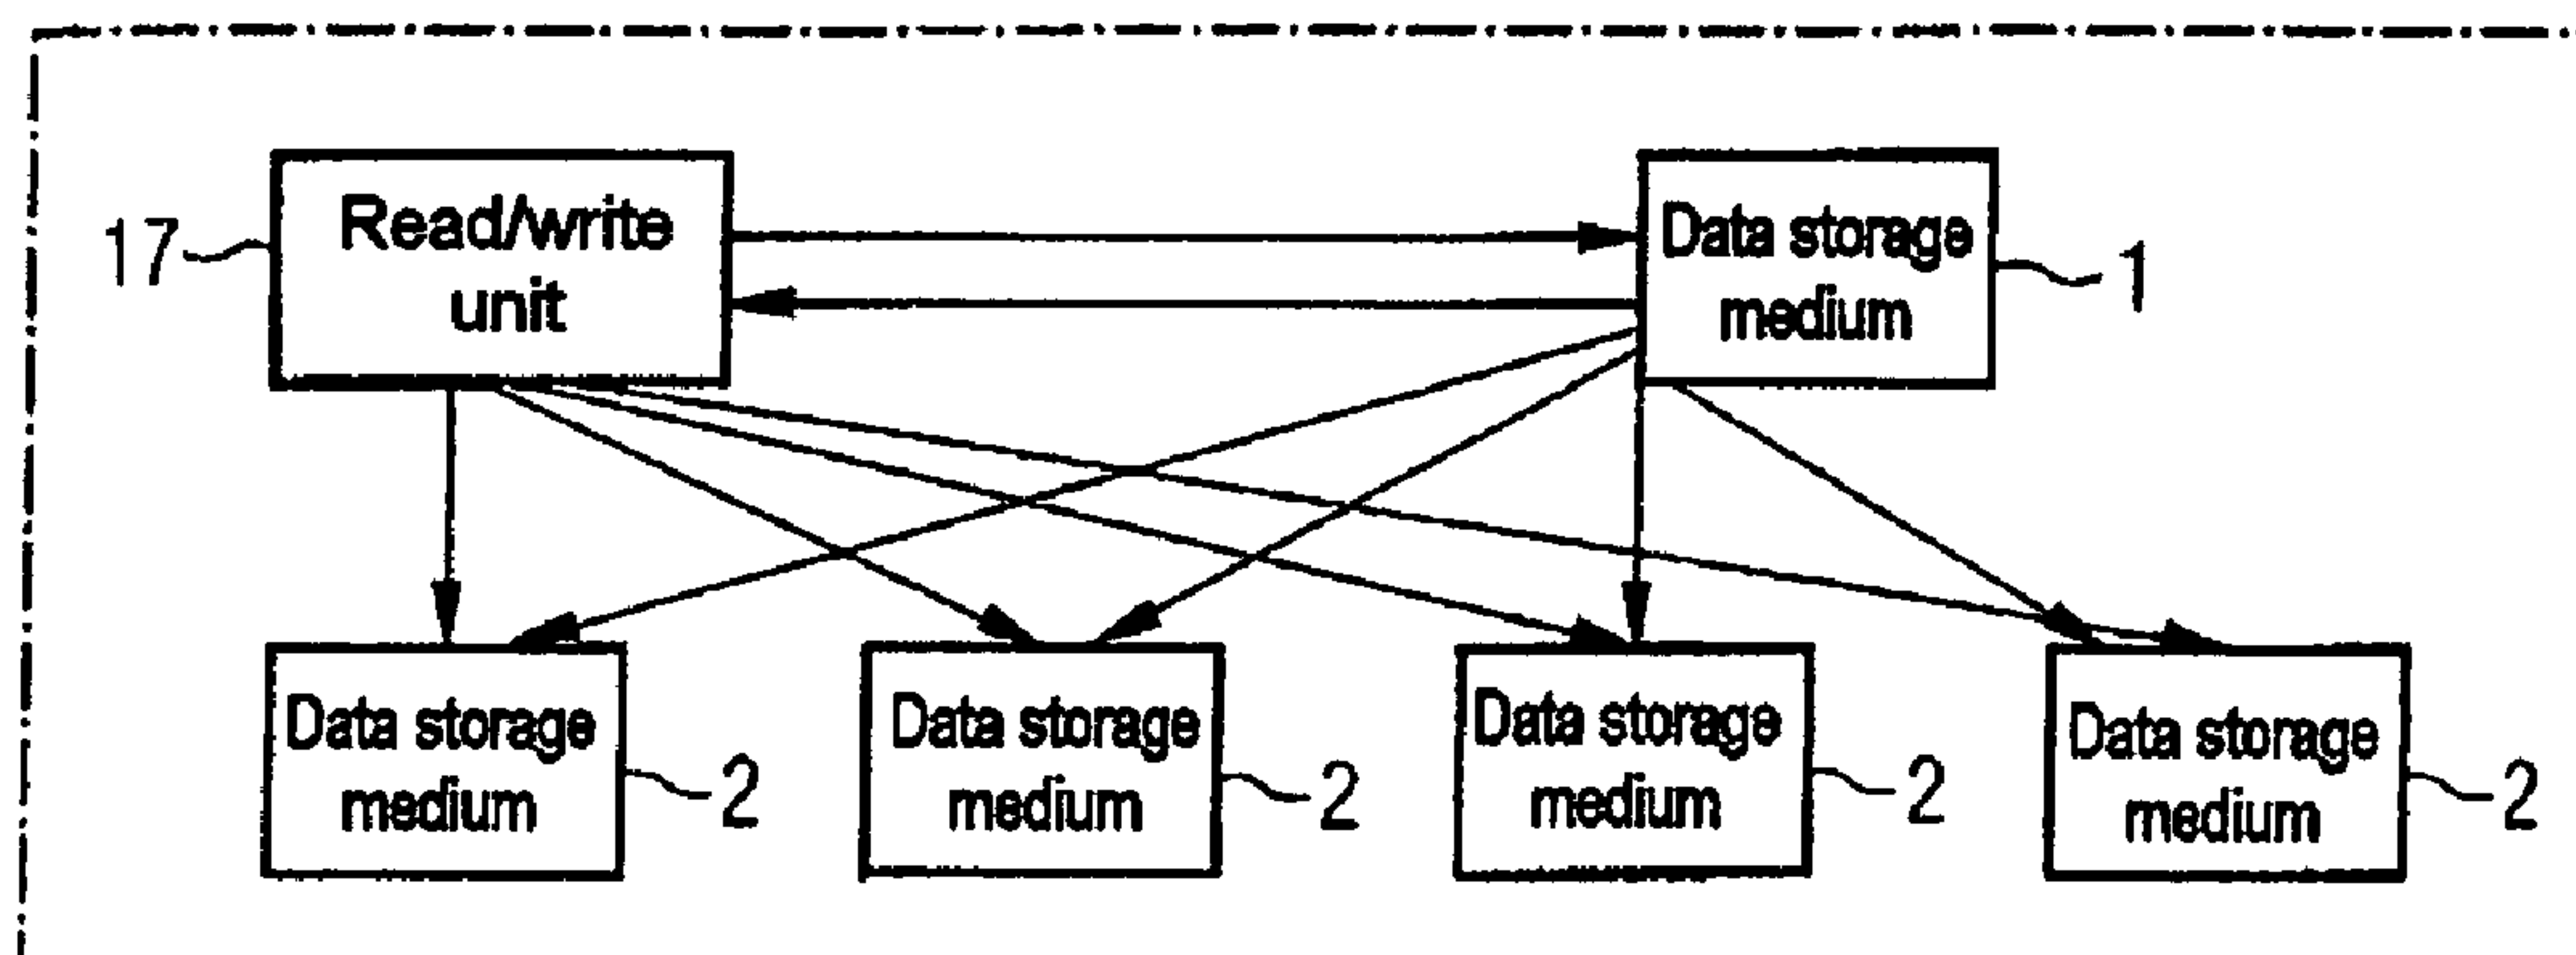 Read/write
unit
17
Data storage
medium
1
Data storage
medium
2
Data storage
medium
2
Data storage
medium
2
Data storage
medium
2